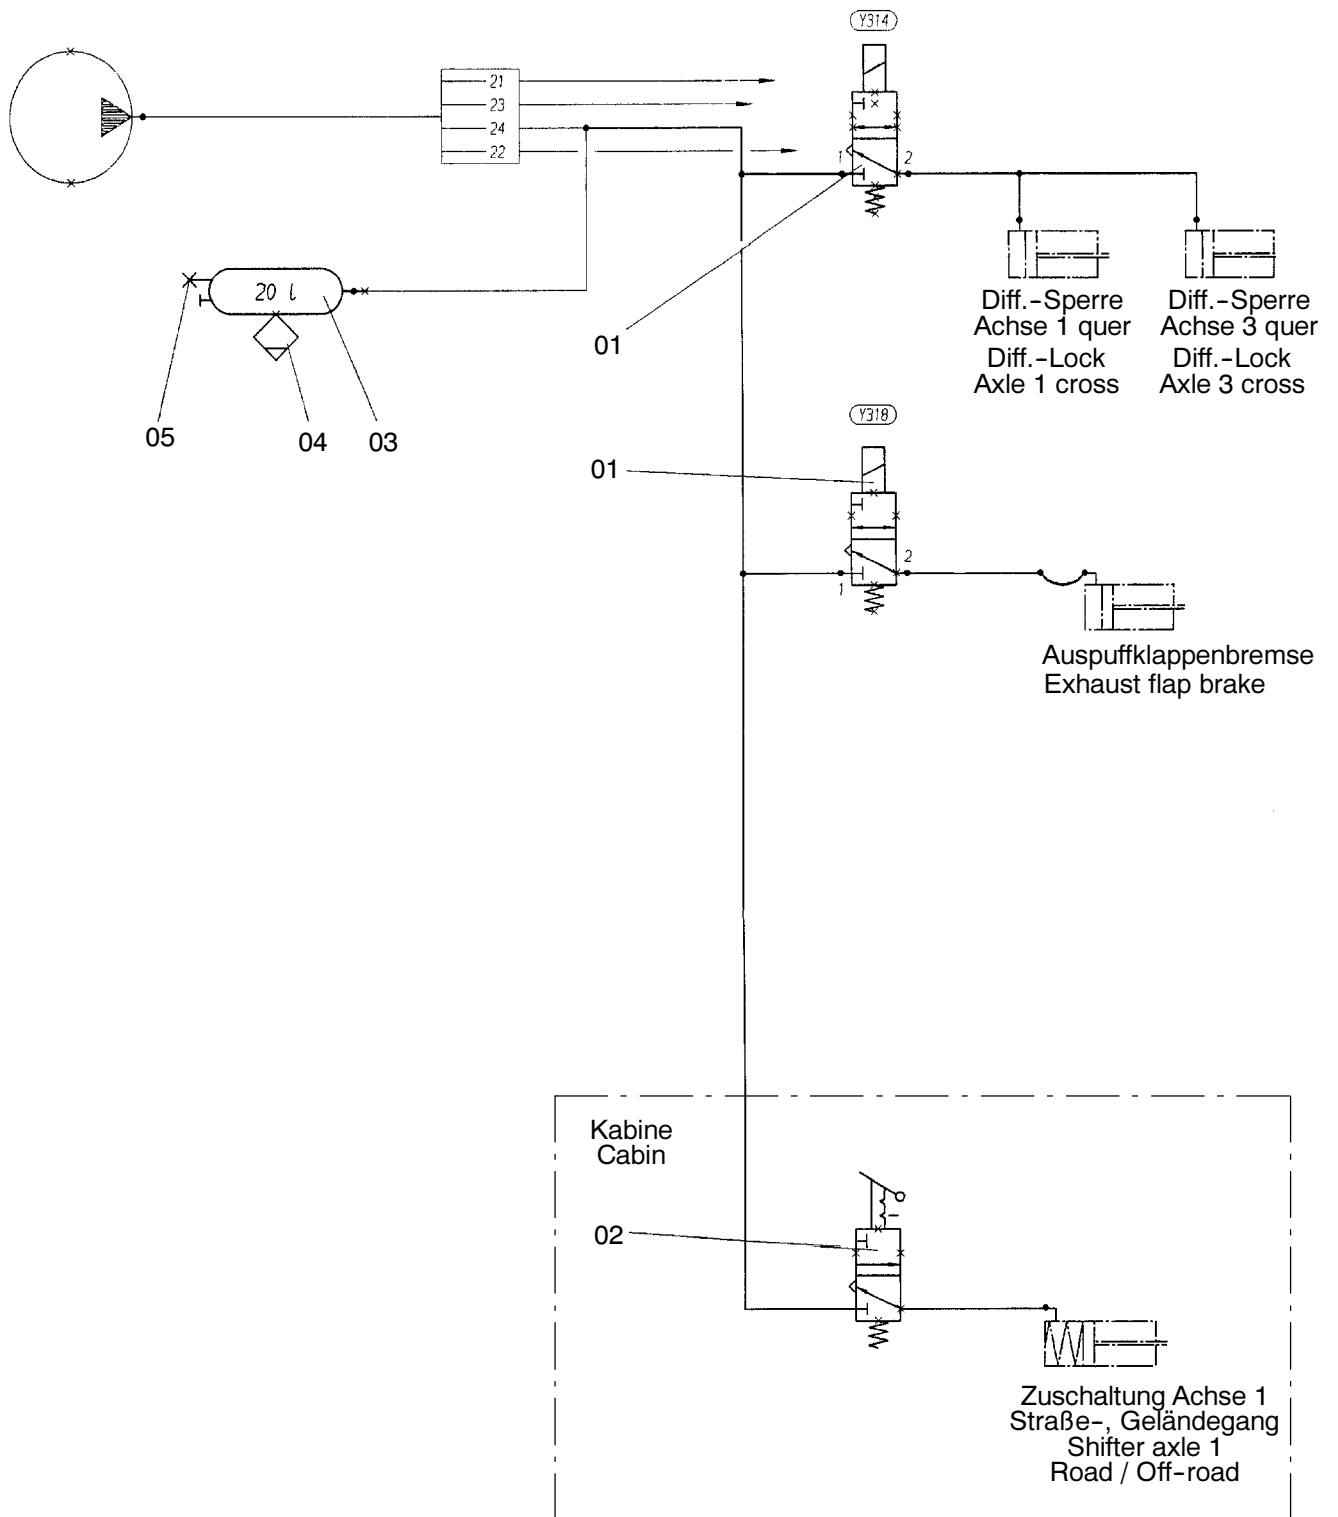 Y314
21
23
24
22
1
2
20 l
01
Diff.-Sperre
Achse 1 quer
Diff.-Lock
Axle 1 cross
Diff.-Sperre
Achse 3 quer
Diff.-Lock
Axle 3 cross
05
04
03
Y318
01
2
1
Auspuffklappenbremse
Exhaust flap brake
Kabine
Cabin
02
Zuschaltung Achse 1
Straße-, Geländegang
Shifter axle 1
Road / Off-road